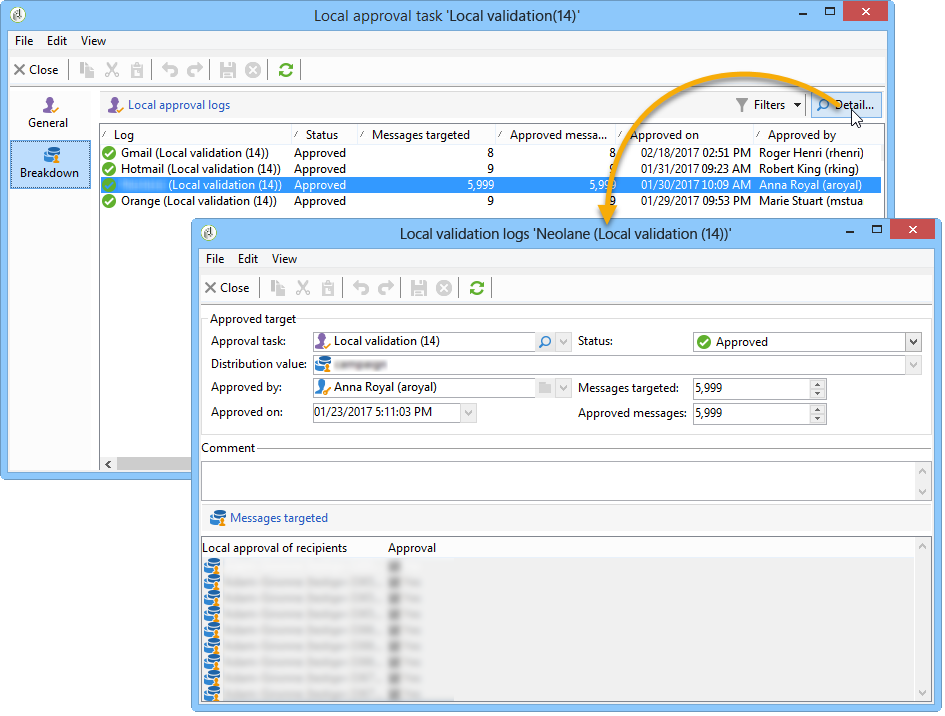 Local approval task 'Local validation(14)'
File Edit View
Close
General
Breakdown
Local approval logs Filters Detail...
Log Status Messages targeted Approved messa... Approved on Approved by
Gmail (Local validation (14)) Approved 8 8 02/18/2017 02:51 PM Roger Henri (rhenri)
Hotmail (Local validation (14)) Approved 9 9 01/31/2017 09:23 AM Robert King (rking)
(Local validation (14)) Approved 5,999 5,999 01/30/2017 10:09 AM Anna Royal (aroyal)
Orange (Local validation (14)) Approved 9 9 01/29/2017 09:53 PM Marie Stuart (mstua
Local validation logs 'Neolane (Local validation (14))'
File Edit View
Close
Approved target
Approval task: Local validation (14) Status: Approved
Distribution value:
Approved by: Anna Royal (aroyal) Messages targeted: 5,999
Approved on: 01/23/2017 5:11:03 PM Approved messages: 5,999
Comment
Messages targeted
Local approval of recipients Approval